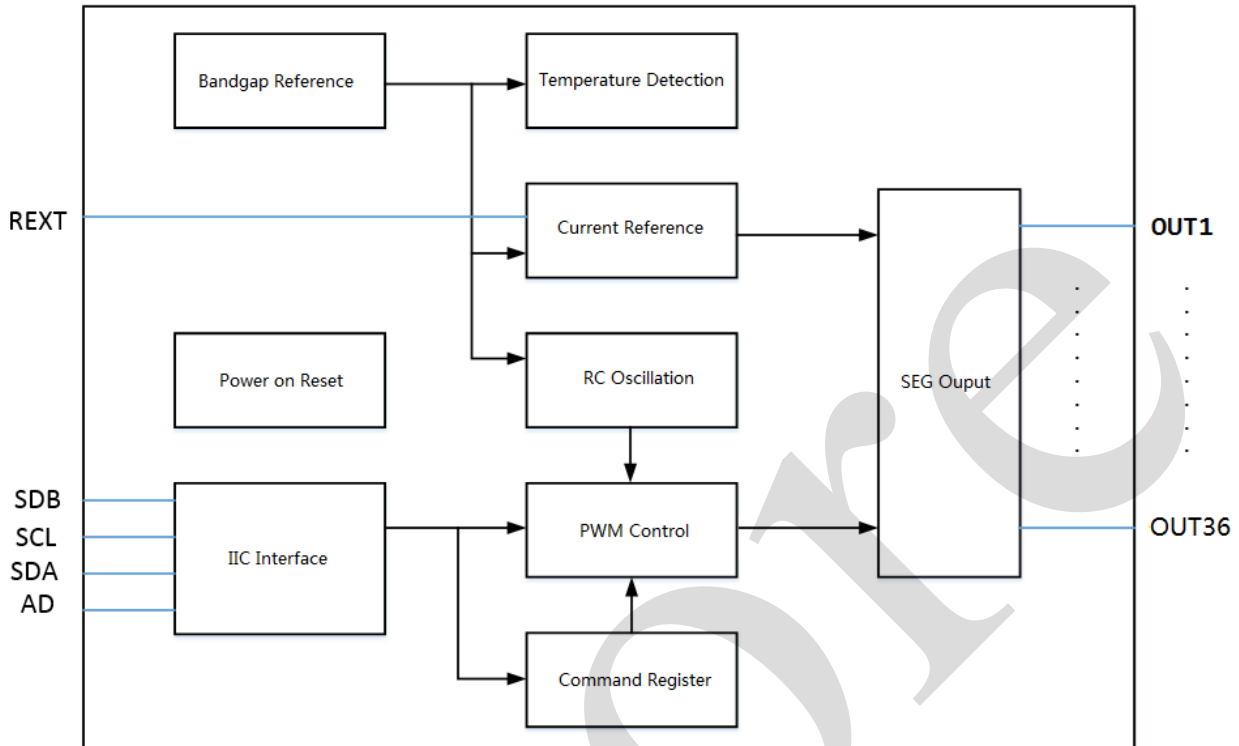 Bandgap Reference
Temperature Detection
REXT
Current Reference
OUT1
Power on Reset
RC Oscillation
SEG Ouput
SDB
SCL
SDA
AD
IIC Interface
PWM Control
OUT36
Command Register
ore